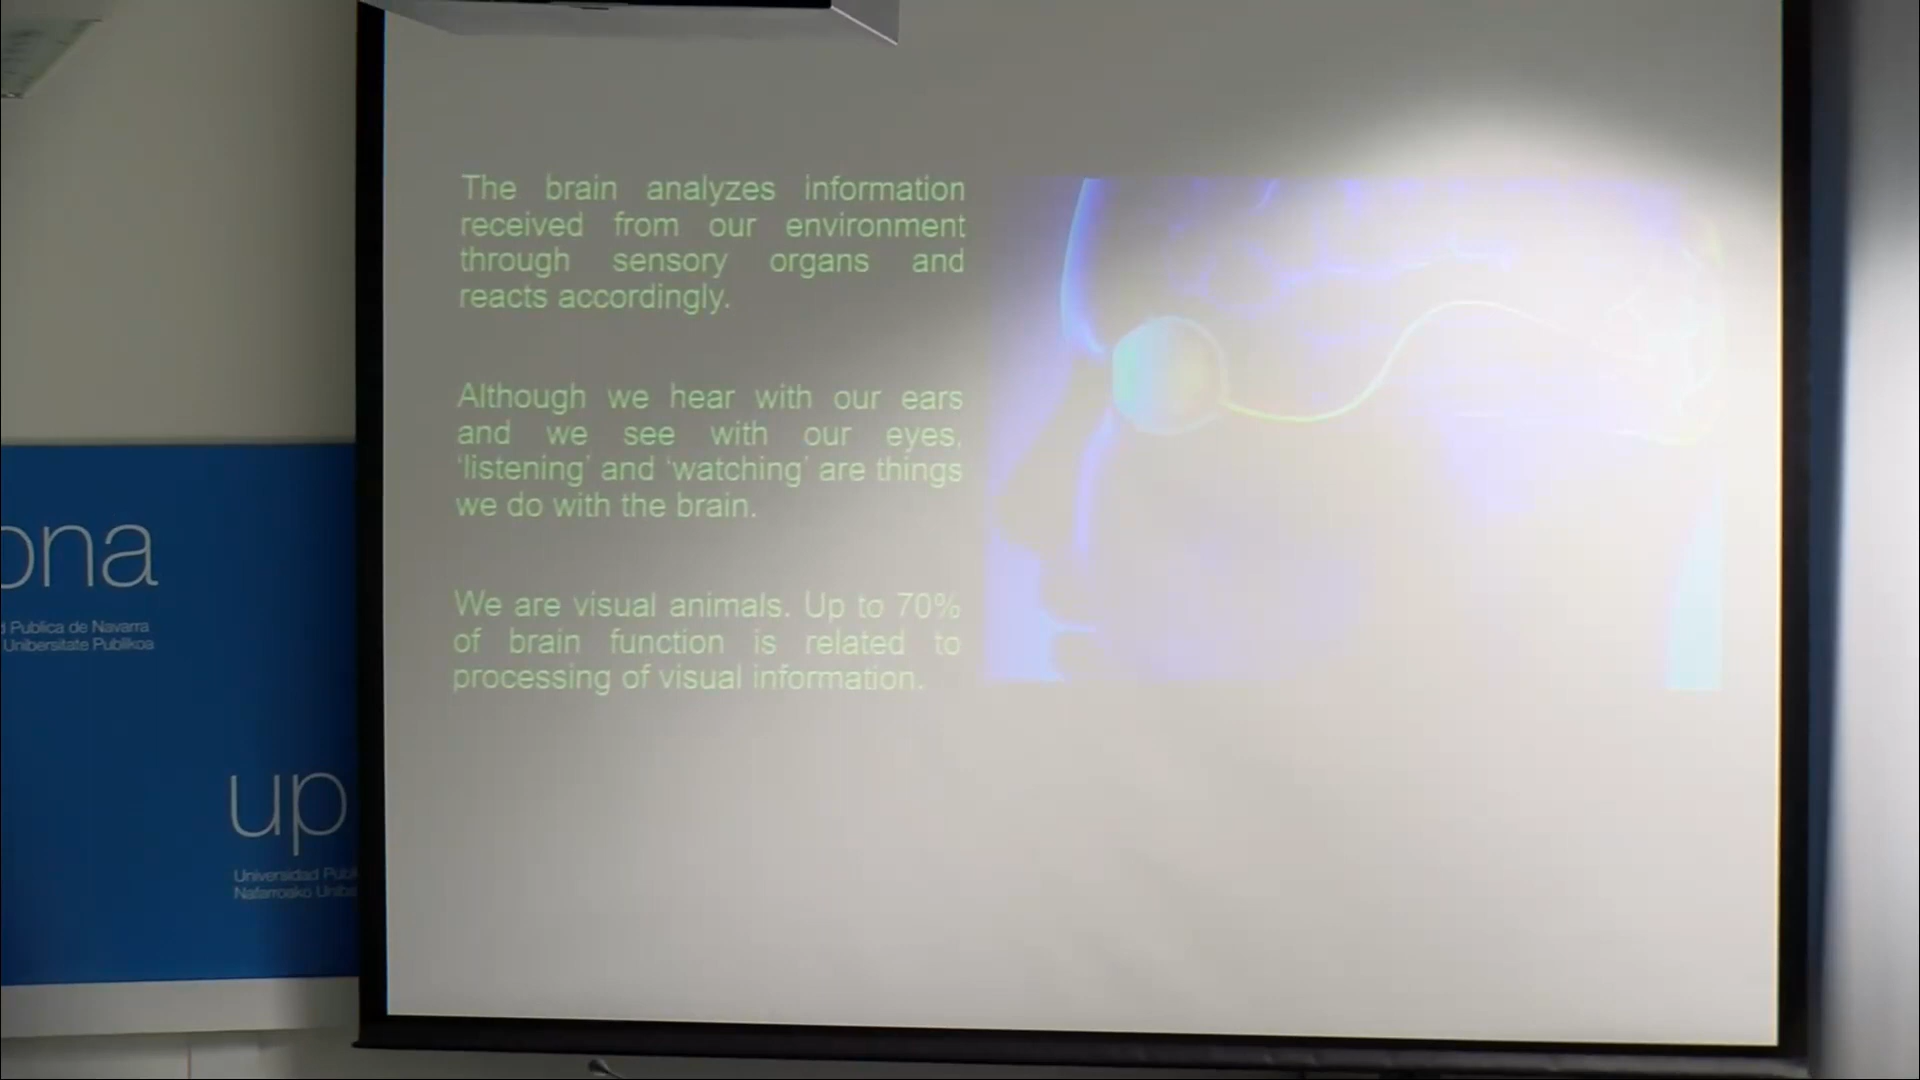 The brain analyzes information
received from our environment
through sensory organs and
reacts accordingly.
Although we hear with our ears
and we see with our eyes,
‘listening’ and ‘watching’ are things
we do with the brain.
We are visual animals. Up to 70%
of brain function is related to
processing of visual information.
ona
d Publica de Navarra
Unibersitate Publikoa
up
Universidad Publi
Nafarroako Unibe